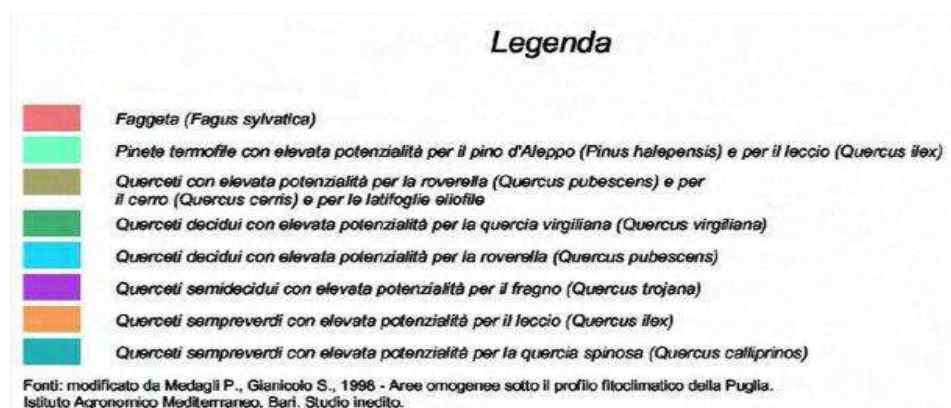 Legenda
Faggeta (Fagus sylvatica)
Pinete termofile con elevata potenzialità per il pino d'Aleppo (Pinus halepensis) e per il leccio (Quercus ilex)
Querceti con elevata potenzialità per la roverella (Quercus pubescens) e per
il cerro (Quercus cerris) e per le latifoglie eliofile
Querceti decidui con elevata potenzialità per la quercia virgiliana (Quercus virgiliana)
Querceti decidui con elevata potenzialità per la roverella (Quercus pubescens)
Querceti semidecidui con elevata potenzialità per il fragno (Quercus trojana)
Querceti sempreverdi con elevata potenzialità per il leccio (Quercus ilex)
Querceti sempreverdi con elevata potenzialità per la quercia spinosa (Quercus calliprinos)
Fonti: modificato da Medagli P., Gianicolo S., 1998 - Aree omogenee sotto il profilo fitoclimatico della Puglia.
Istituto Agronomico Mediterraneo, Bari. Studio inedito.